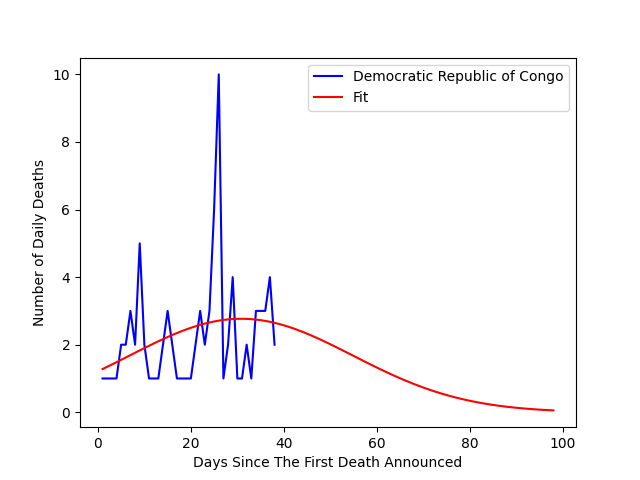 Democratic Republic of Congo
Fit
Number of Daily Deaths
10
8
6
4
2
0
0 20 40 60 80 100
Days Since The First Death Announced